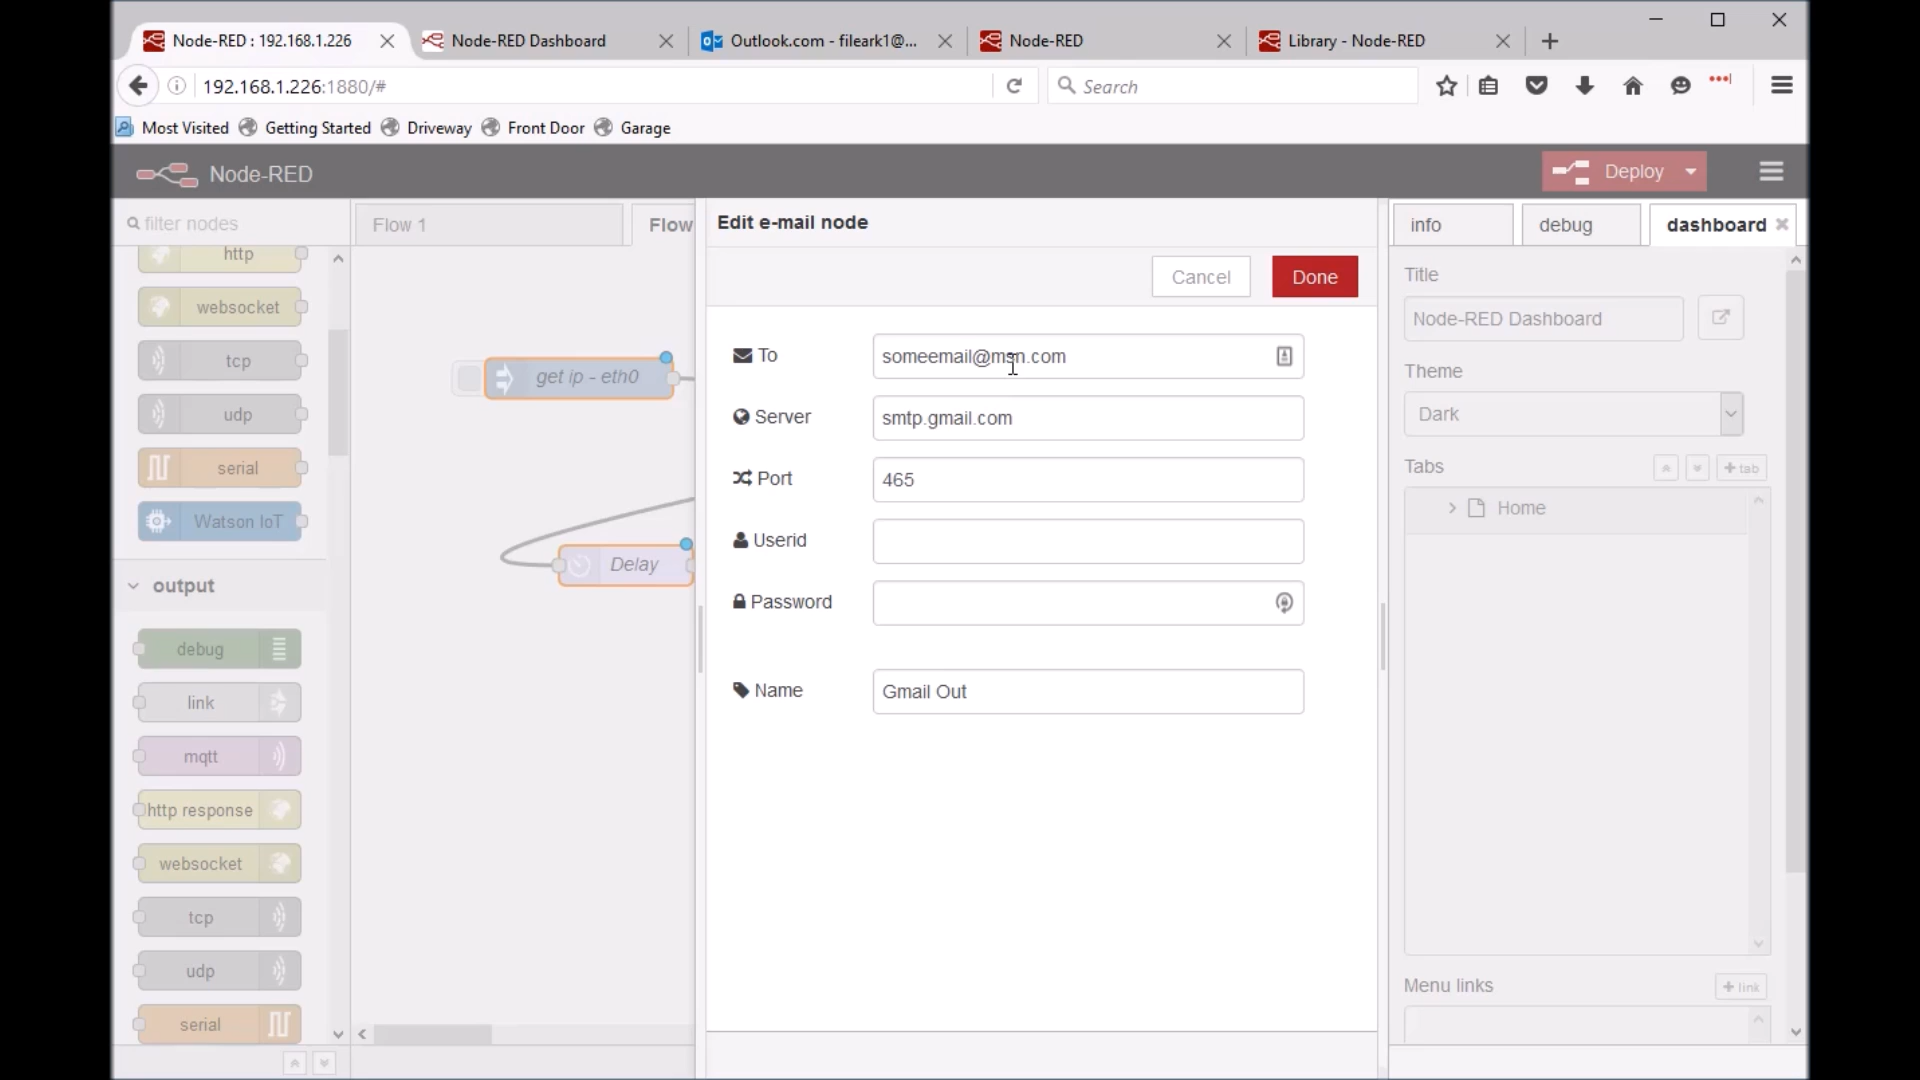 Node-RED : 192.168.1.226
Node-RED Dashboard
Outlook.com - fileark1@...
Node-RED
Library - Node-RED
192.168.1.226:1880/#
Search
Most Visited
Getting Started
Driveway
Front Door
Garage
Node-RED
Deploy
filter nodes
http
websocket
tcp
udp
serial
Watson IoT
output
debug
link
mqtt
http response
websocket
tcp
udp
serial
Flow 1
Flow
get ip - eth0
Delay
Edit e-mail node
Cancel
Done
To
someemail@msn.com
Server
smtp.gmail.com
Port
465
Userid
Password
Name
Gmail Out
info
debug
dashboard
Title
Node-RED Dashboard
Theme
Dark
Tabs
+ tab
Home
Menu links
+ link